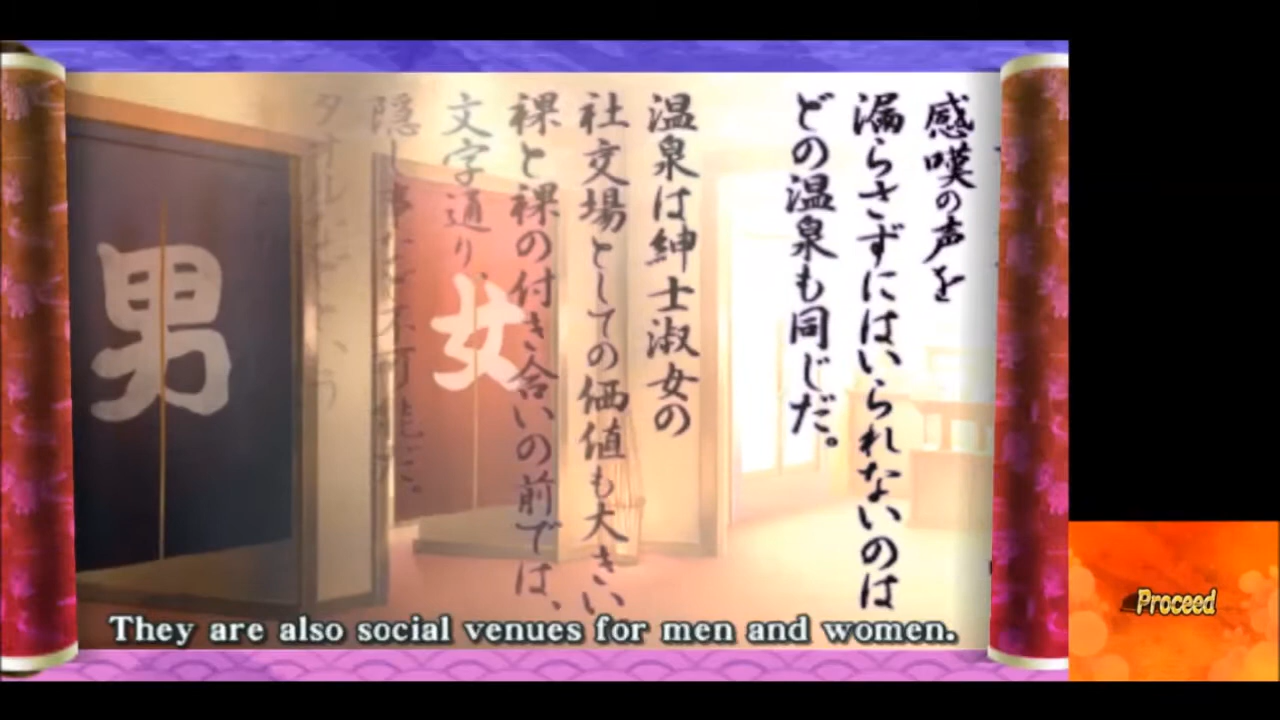 感嘆の声を
漏らさずにはいられないのは
どの温泉も同じだ。
温泉は紳士淑女の
社交場としての価値も大きい
裸と裸の付き合いの前では、
文字通り、
隠し事など不可能だ。
男
女
They are also social venues for men and women.
Proceed